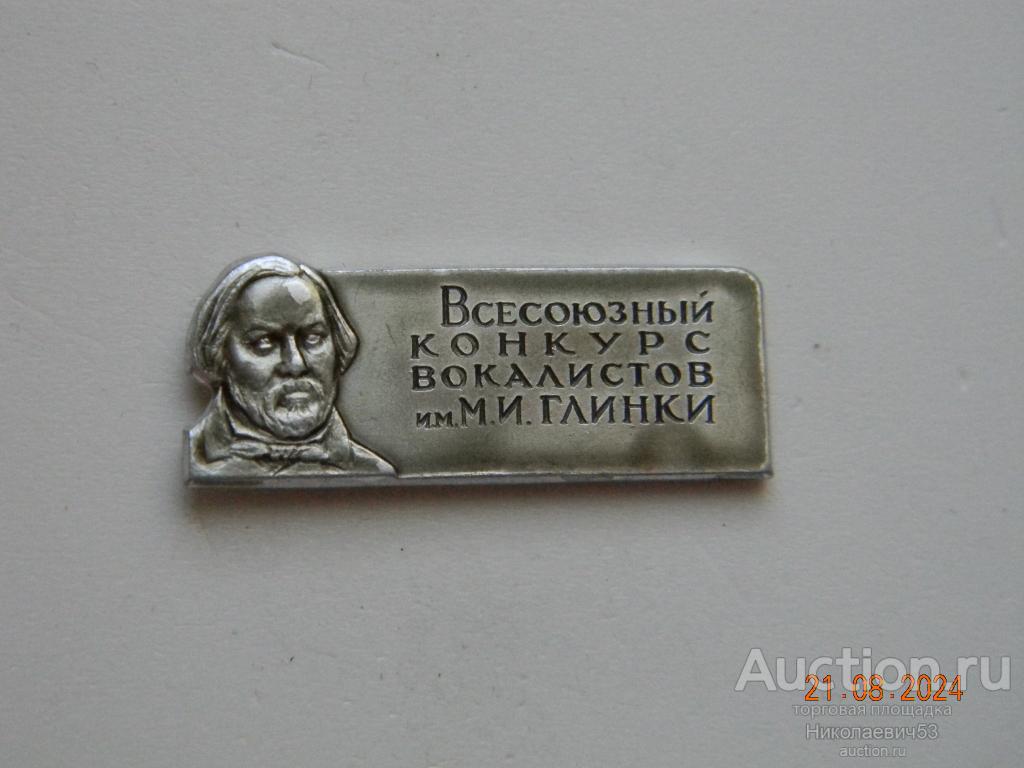 Всесоюзный
конкурс
вокалистов
им. М.И. Глинки
Auction.ru
21.08.2024
торговая площадка
Николаевич53
auction.ru